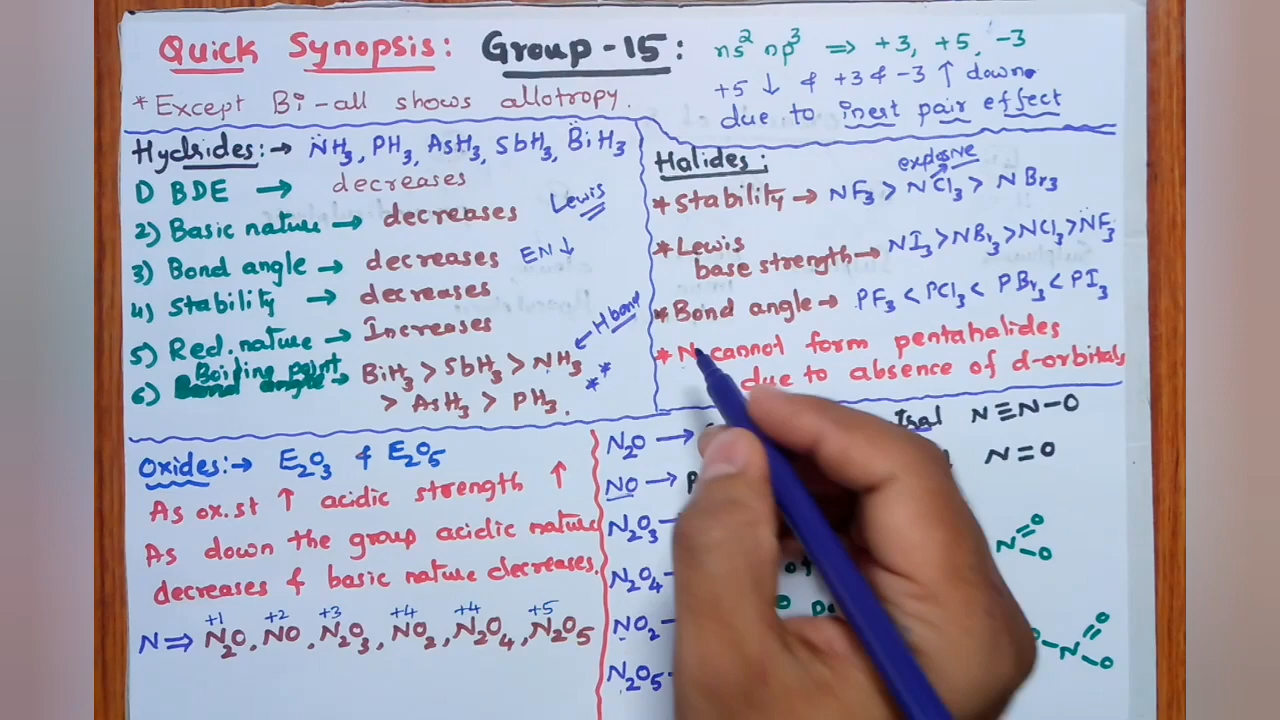 Quick Synopsis: Group-15:
ns² np³ ⇒ +3, +5, -3
+5 ↓ & +3 & -3 ↑ down
due to inert pair effect
*Except Bi-all shows allotropy.
Hydrides:→ NH₃, PH₃, AsH₃, SbH₃, BiH₃
1) BDE → decreases
2) Basic nature → decreases Lewis
3) Bond angle → decreases EN↓
4) Stability → decreases
5) Red. nature → Increases
6) Boiling point → BiH₃ > SbH₃ > NH₃ ← H bond
> AsH₃ > PH₃. **
Halides:
explosive
*Stability → NF₃ > NCl₃ > NBr₃
*Lewis
base strength → NI₃ > NBr₃ > NCl₃ > NF₃
*Bond angle → PF₃ < PCl₃ < PBr₃ < PI₃
*N cannot form pentahalides
due to absence of d-orbitals
Oxides:→ E₂O₃ & E₂O₅
As ox.st ↑ acidic strength ↑
As down the group acidic nature
decreases & basic nature decreases.
+1 +2 +3 +4 +4 +5
N ⇒ N₂O, NO, N₂O₃, NO₂, N₂O₄, N₂O₅
N₂O → N≡N-O
NO → N=O
N₂O₃
N₂O₄
NO₂
N₂O₅